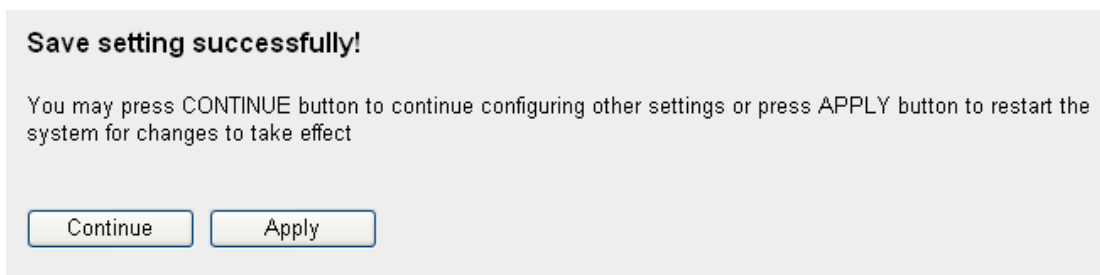 Save setting successfully!
You may press CONTINUE button to continue configuring other settings or press APPLY button to restart the
system for changes to take effect
Continue
Apply